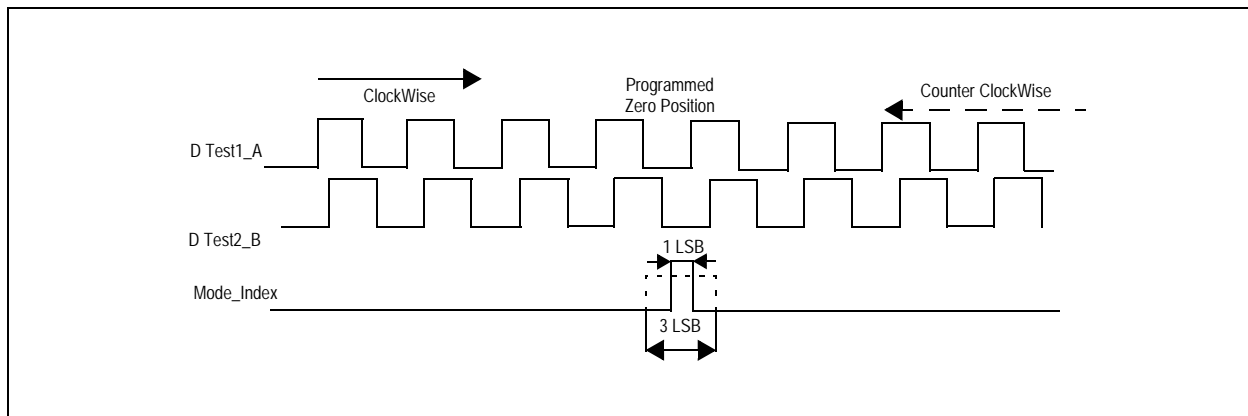 ClockWise
Programmed
Zero Position
Counter ClockWise
D Test1_A
D Test2_B
1 LSB
Mode_Index
3 LSB